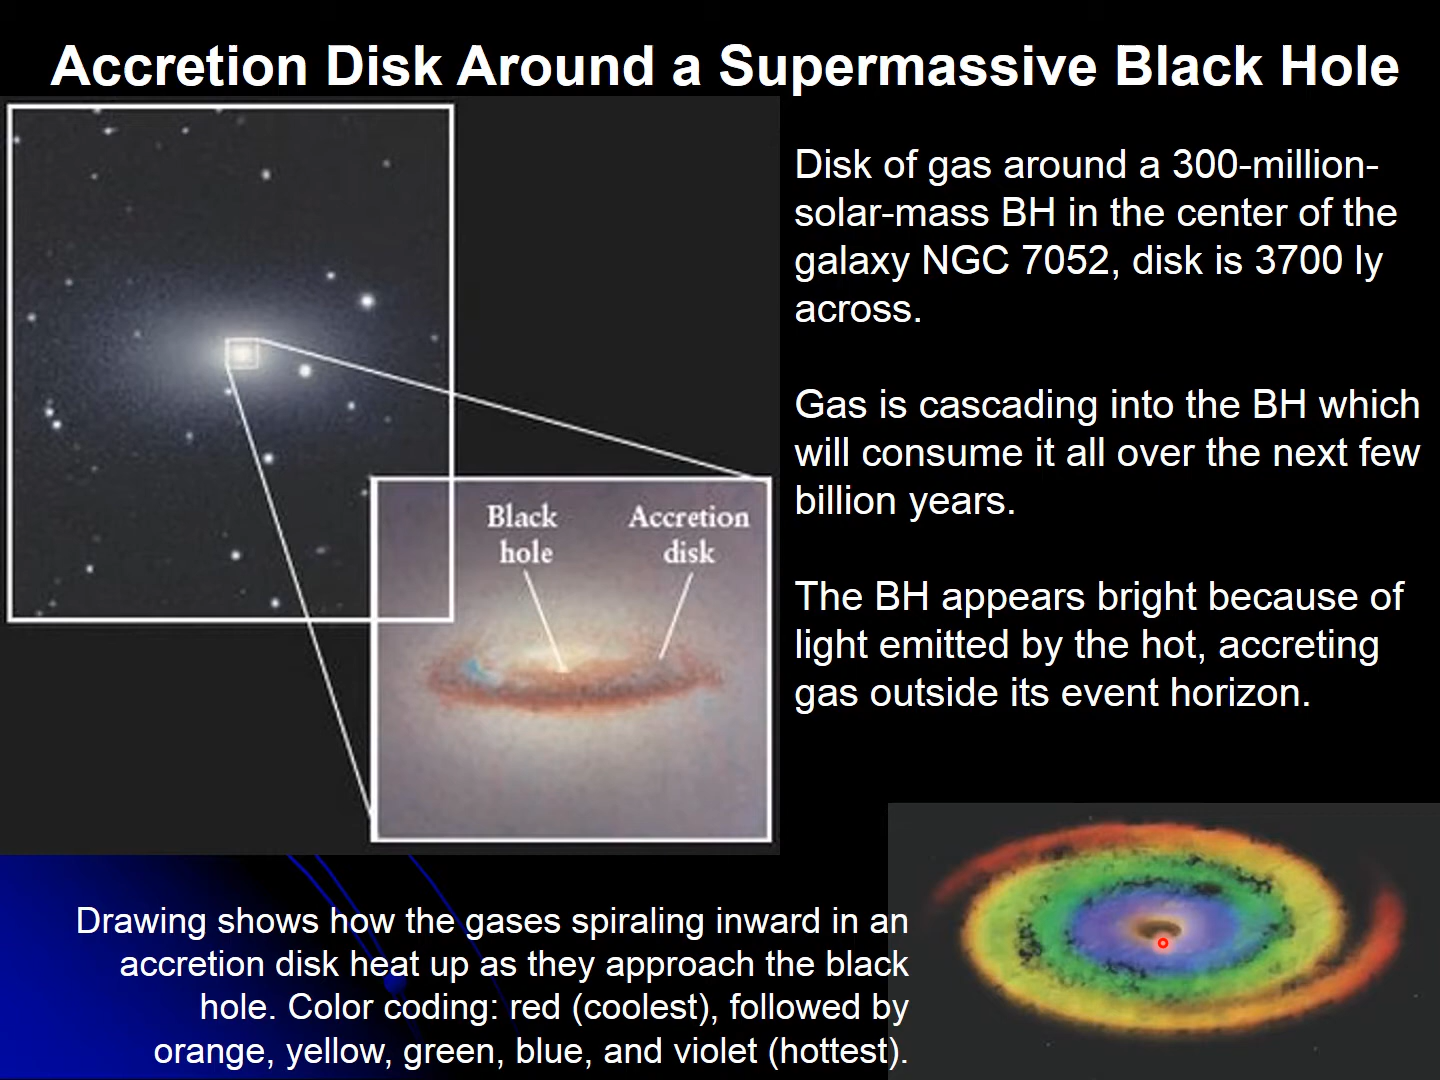 Accretion Disk Around a Supermassive Black Hole
Disk of gas around a 300-million-
solar-mass BH in the center of the
galaxy NGC 7052, disk is 3700 ly
across.
Gas is cascading into the BH which
will consume it all over the next few
billion years.
The BH appears bright because of
light emitted by the hot, accreting
gas outside its event horizon.
Black
hole
Accretion
disk
Drawing shows how the gases spiraling inward in an
accretion disk heat up as they approach the black
hole. Color coding: red (coolest), followed by
orange, yellow, green, blue, and violet (hottest).